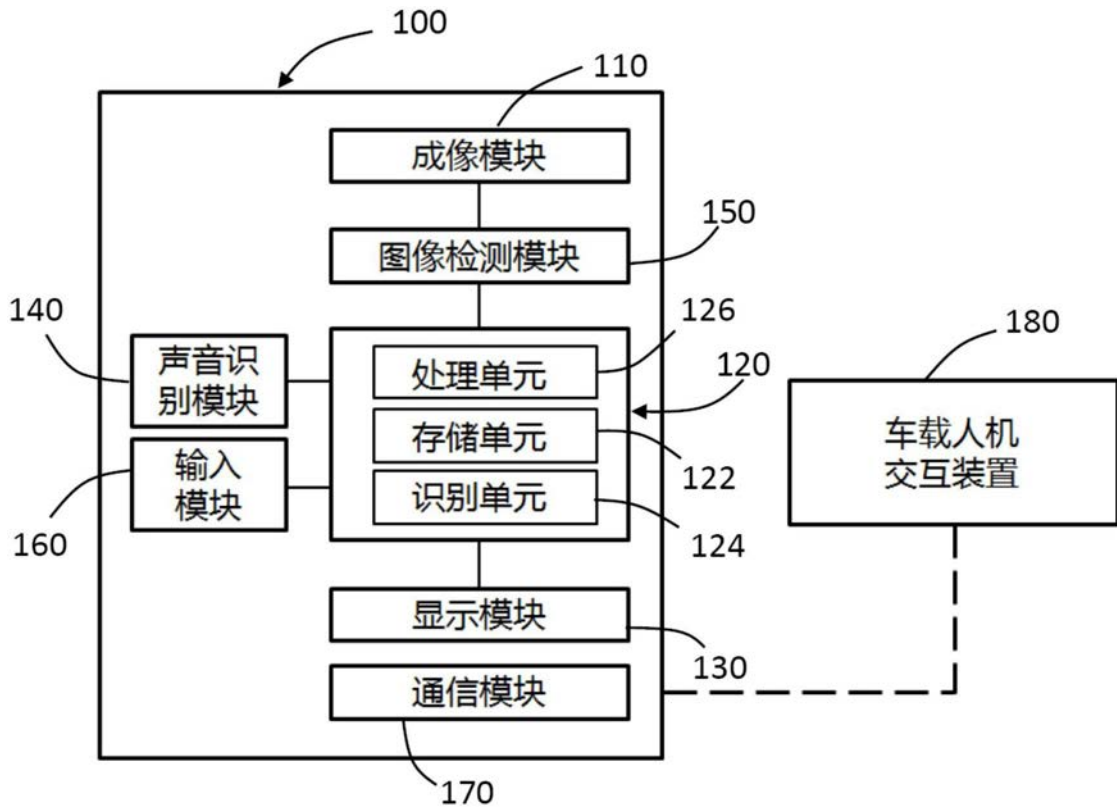 100
110
成像模块
150
图像检测模块
140
126
180
声音识
别模块
处理单元
120
存储单元
车载人机
交互装置
输入
模块
122
识别单元
160
124
显示模块
130
通信模块
170